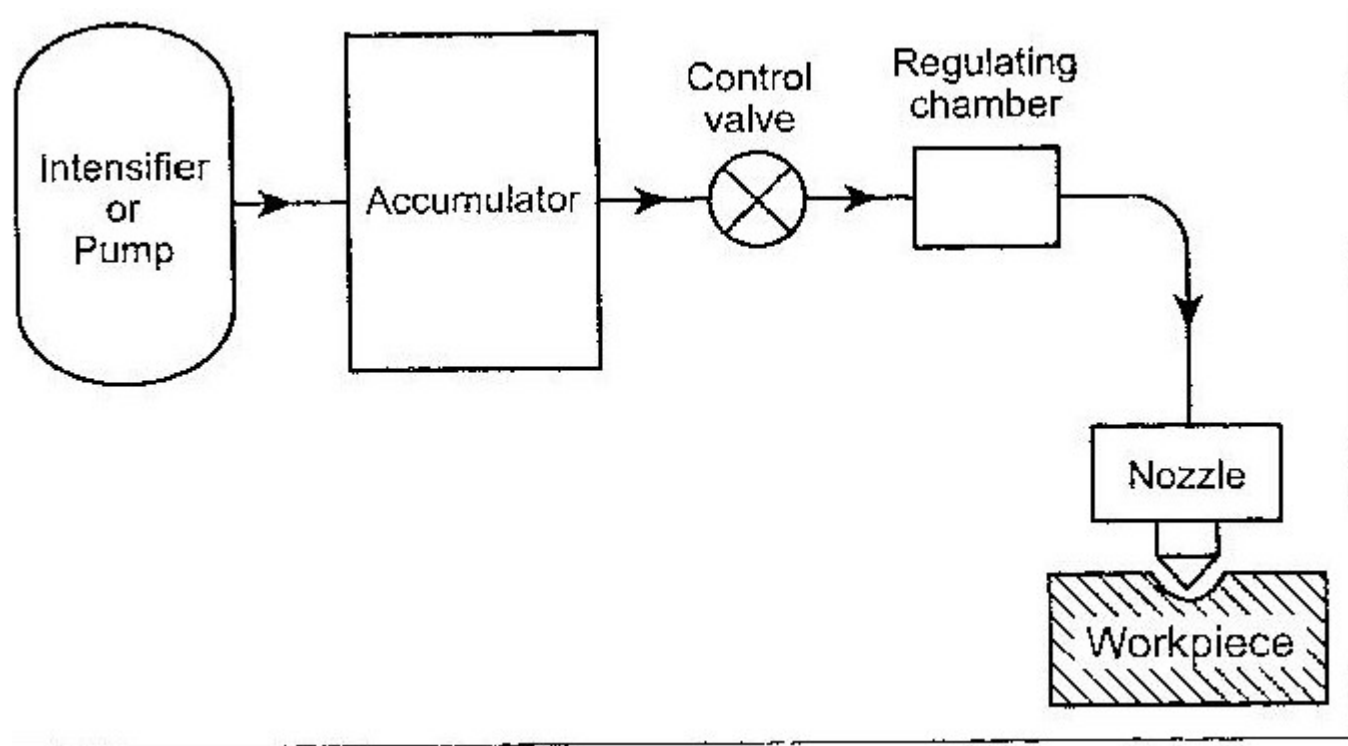 Intensifier
or
Pump
Accumulator
Control
valve
Regulating
chamber
Nozzle
Workpiece